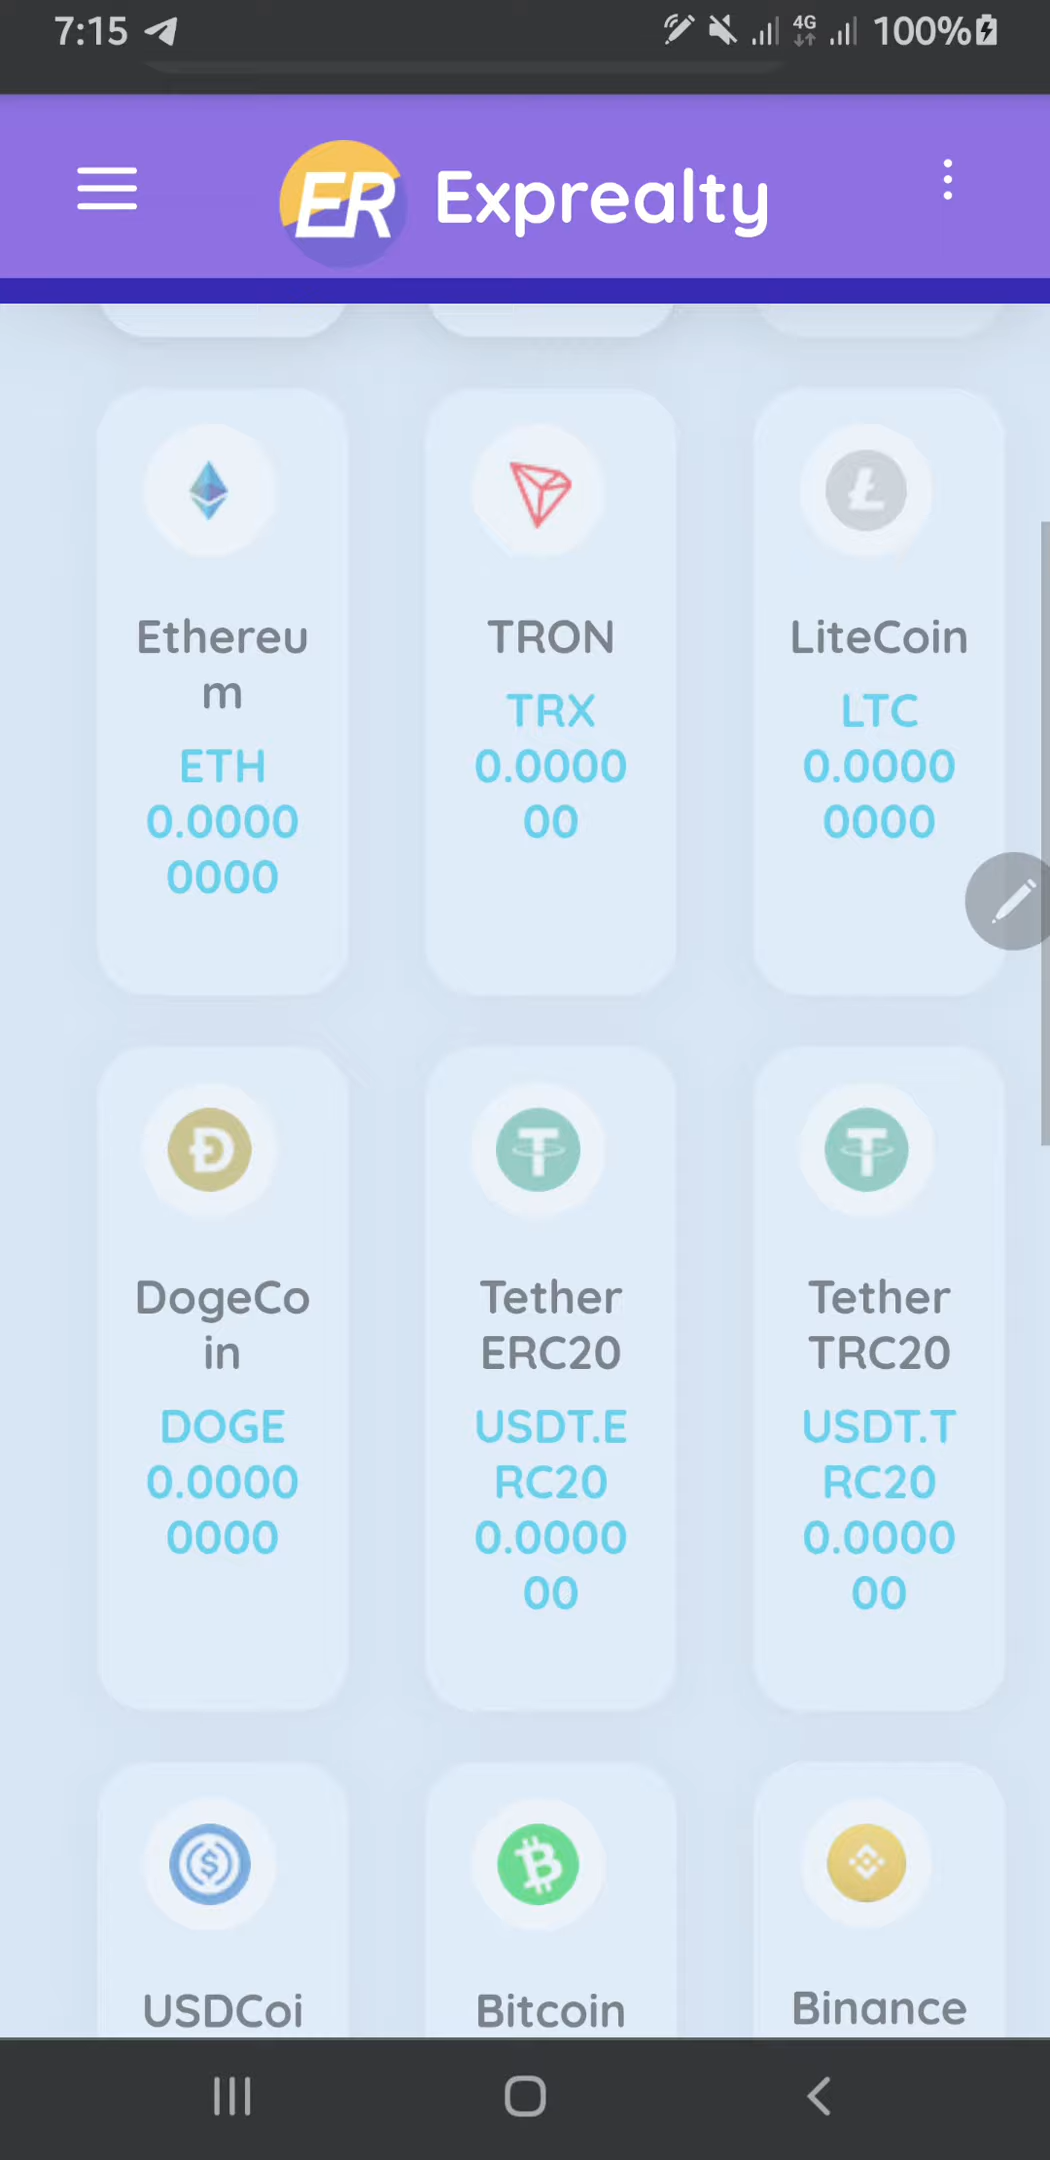 7:15 4G 100%
ER Exprealty
Ethereu
m
ETH
0.0000
0000
TRON
TRX
0.0000
00
LiteCoin
LTC
0.0000
0000
DogeCo
in
DOGE
0.0000
0000
Tether
ERC20
USDT.E
RC20
0.0000
00
Tether
TRC20
USDT.T
RC20
0.0000
00
USDCoi
Bitcoin
Binance